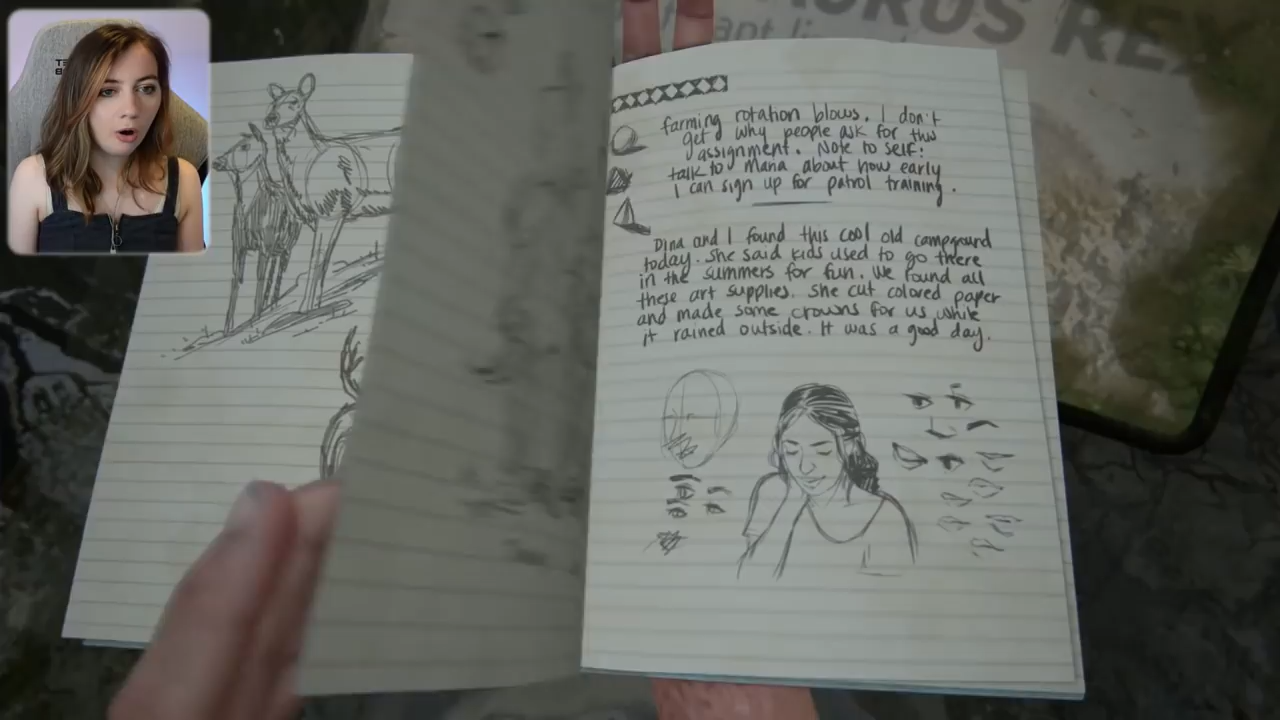 farming rotation blows. I don't
get why people ask for this
assignment. Note to self:
talk to Maria about how early
I can sign up for patrol training.
Dina and I found this cool old campground
today. She said kids used to go there
in the summers for fun. We found all
these art supplies. She cut colored paper
and made some crowns for us while
it rained outside. It was a good day.